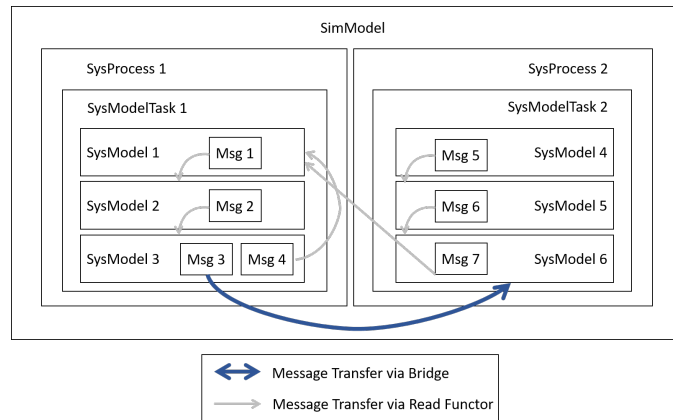 SimModel
SysProcess 1
SysModelTask 1
SysModel 1
Msg 1
SysModel 2
Msg 2
SysModel 3
Msg 3
Msg 4
SysProcess 2
SysModelTask 2
Msg 5
SysModel 4
Msg 6
SysModel 5
Msg 7
SysModel 6
Message Transfer via Bridge
Message Transfer via Read Functor